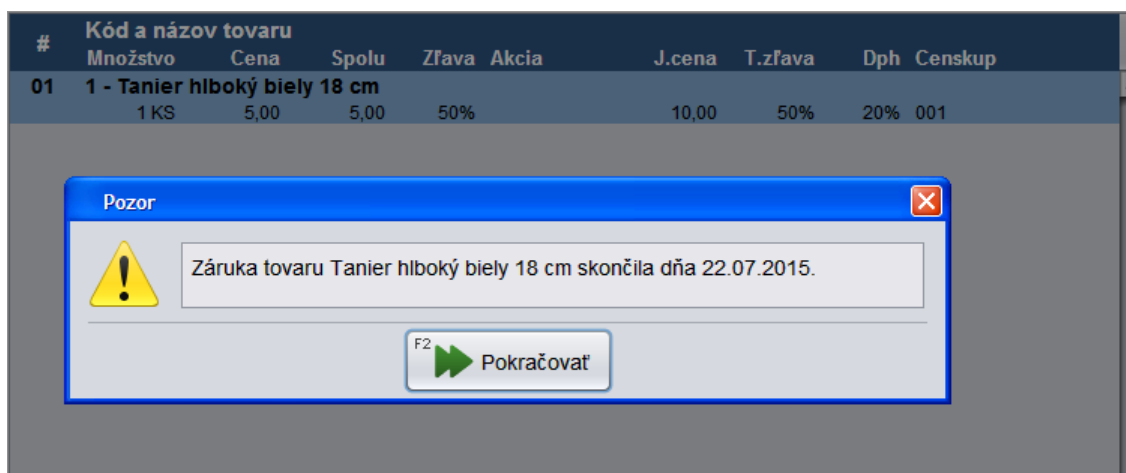 # Kód a názov tovaru
Množstvo Cena Spolu Zľava Akcia J.cena T.zľava Dph Censkup
01 1 - Tanier hlboký biely 18 cm
1 KS 5,00 5,00 50% 10,00 50% 20% 001
Pozor
Záruka tovaru Tanier hlboký biely 18 cm skončila dňa 22.07.2015.
F2 Pokračovať